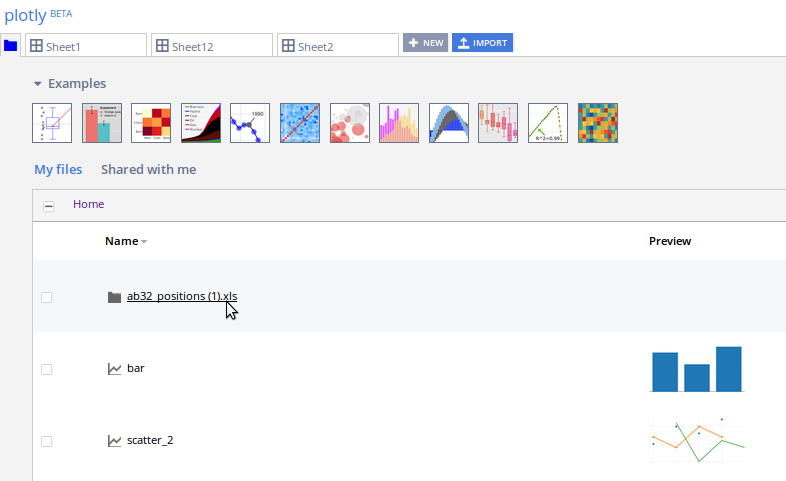 plotly BETA
Sheet1 Sheet12 Sheet2 + NEW IMPORT
Examples
1990
R^2=0.99
My files Shared with me
Home
Name Preview
ab32_positions (1).xls
bar
scatter_2